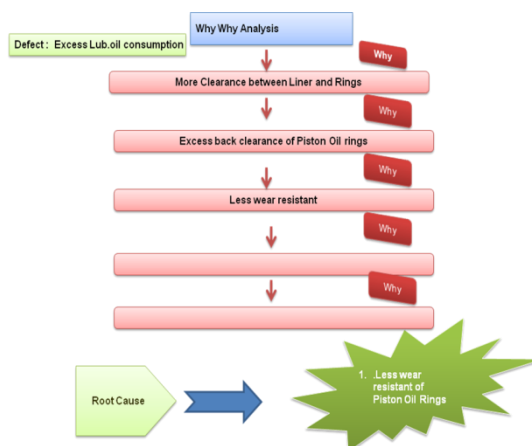 Why Why Analysis
Defect : Excess Lub.oil consumption
Why
More Clearance between Liner and Rings
Why
Excess back clearance of Piston Oil rings
Why
Less wear resistant
Why
Why
Root Cause
1. .Less wear
resistant of
Piston Oil Rings